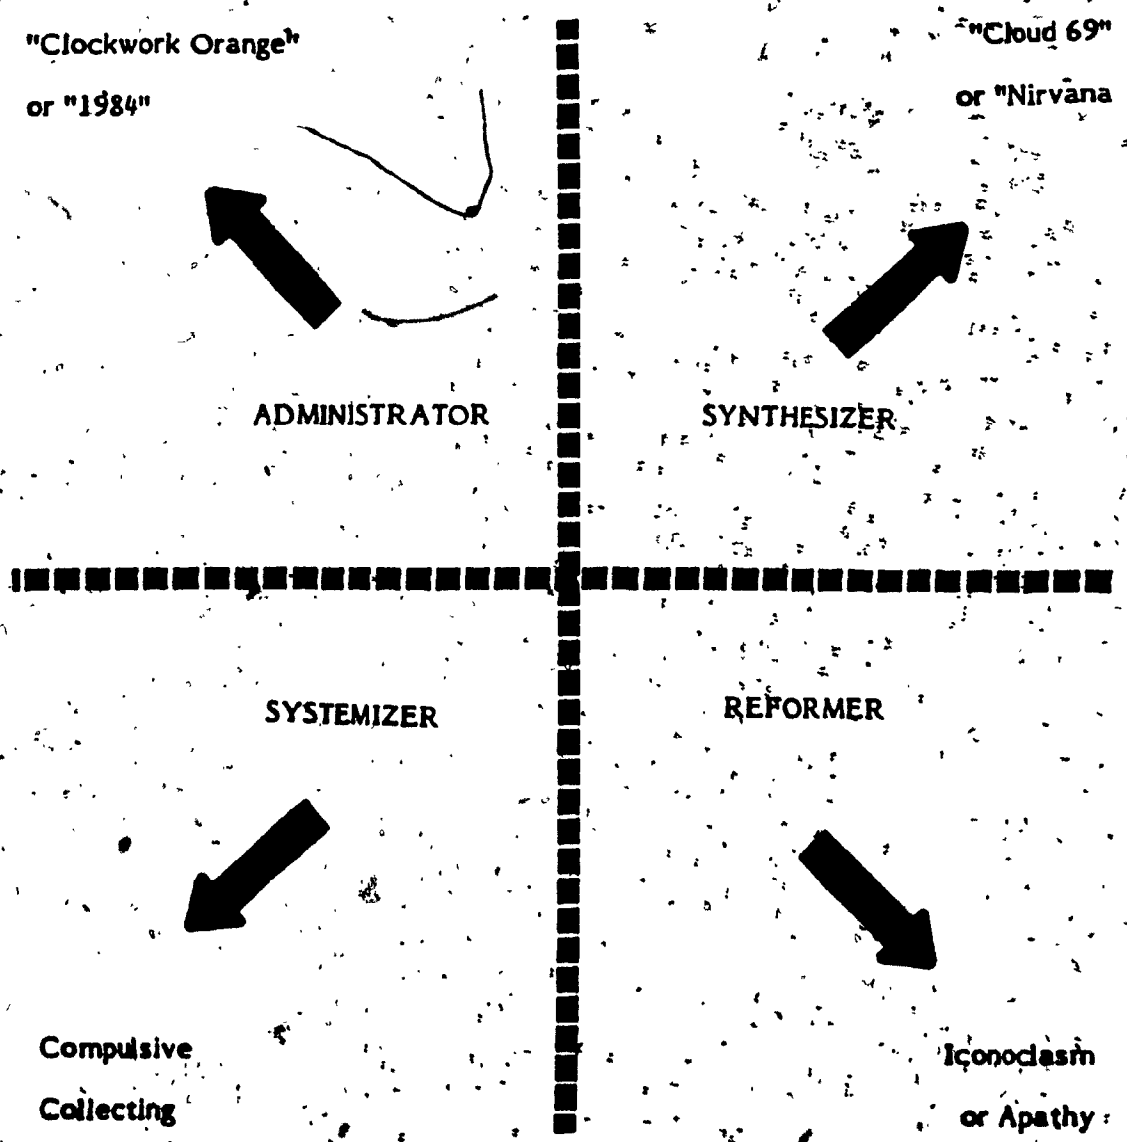 "Clockwork Orange"
or "1984"
"Cloud 69"
or "Nirvana
ADMINISTRATOR
SYNTHESIZER
SYSTEMIZER
REFORMER
Compulsive
Collecting
Iconoclasm
or Apathy